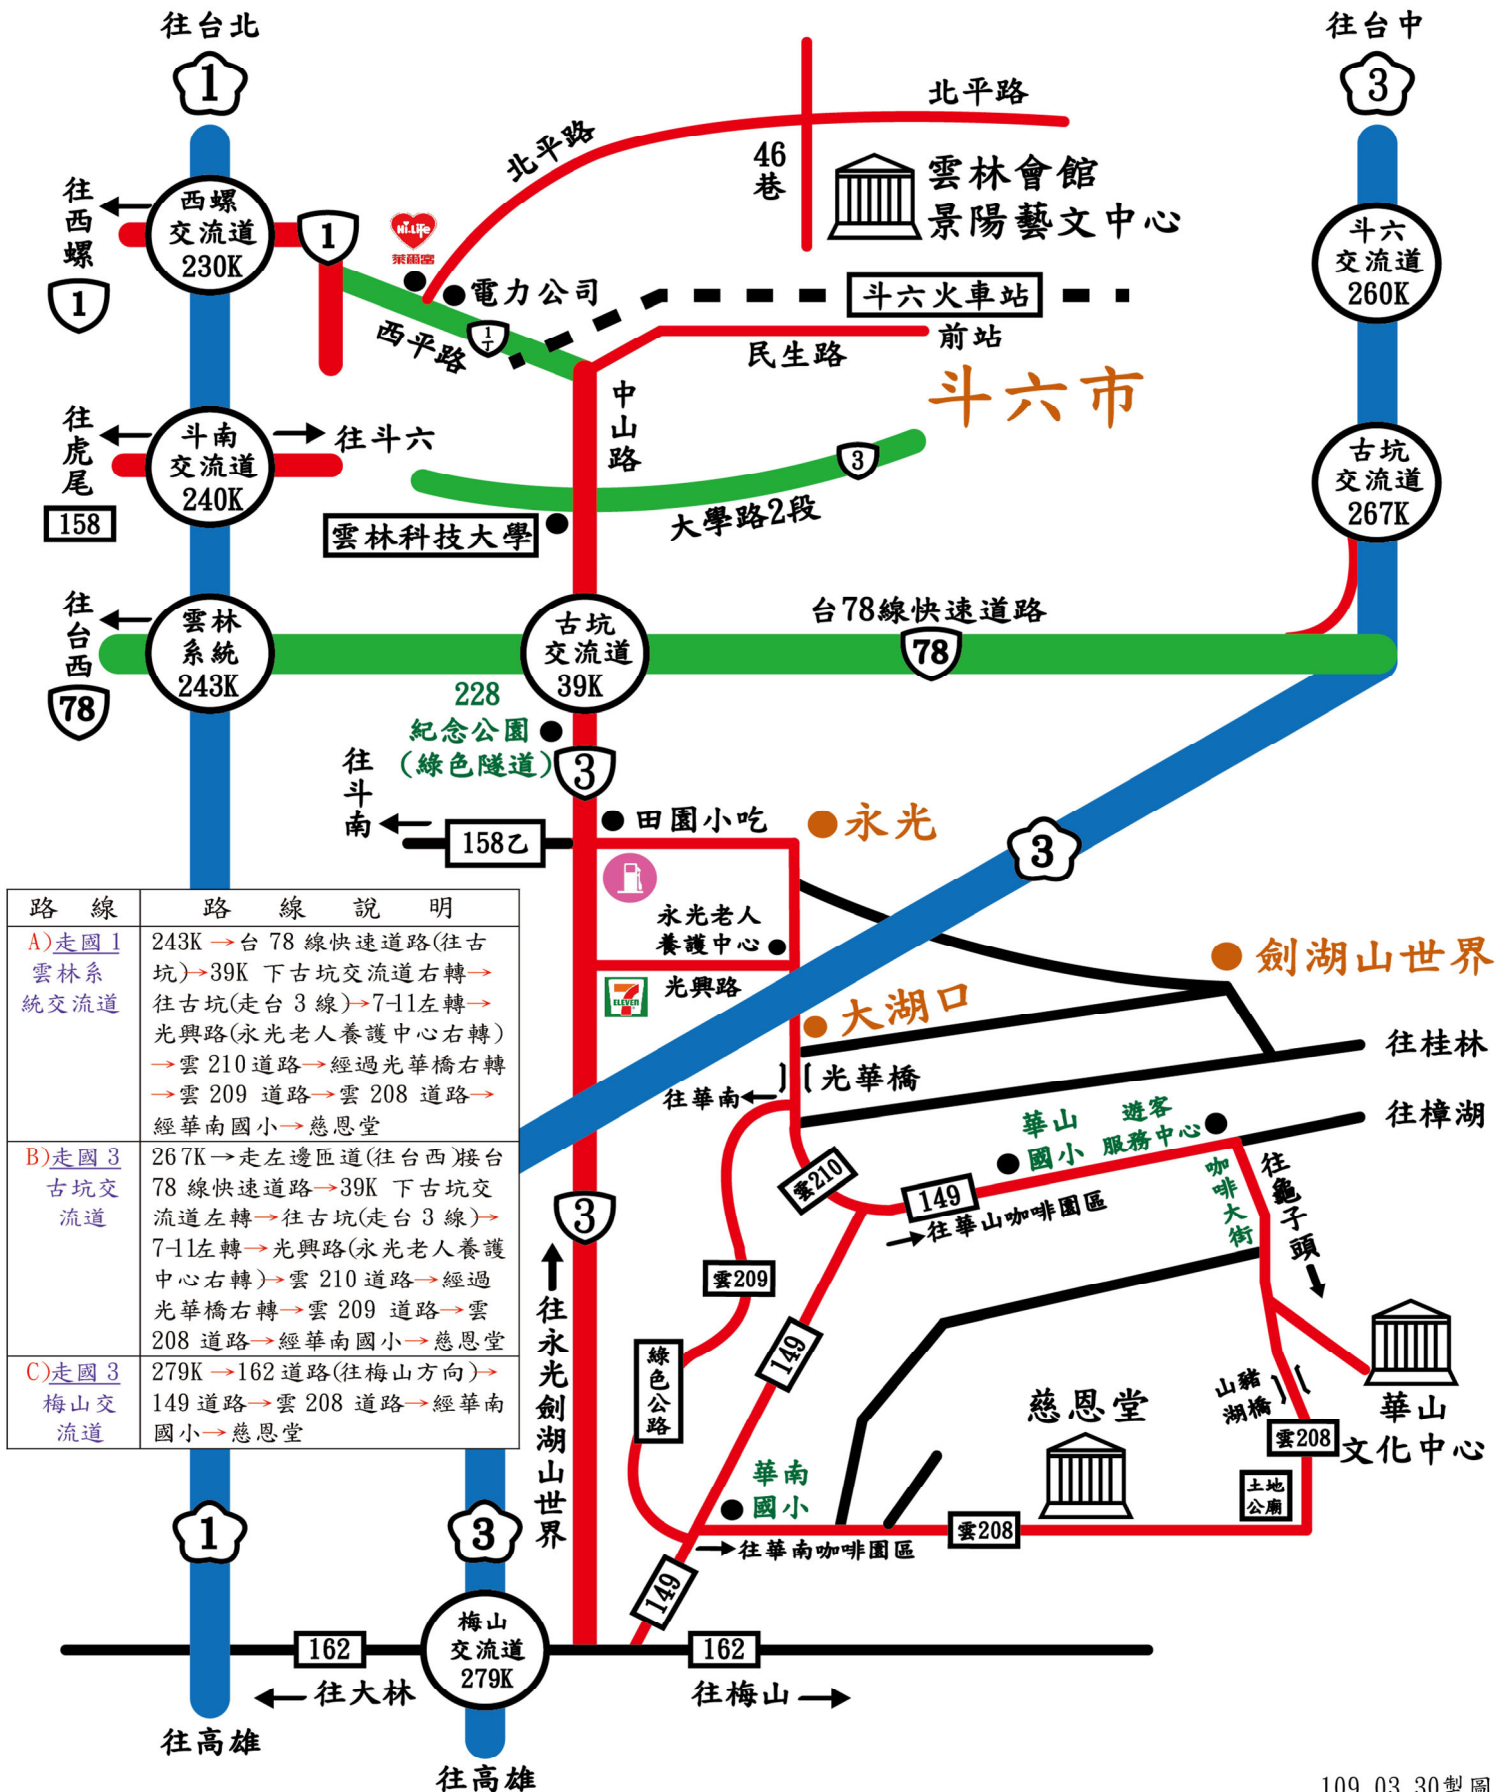 往台北
1
往台中
3
北平路
北平路
46
巷
雲林會館
景陽藝文中心
往西螺
1
西螺
交流道
230K
1
Hi-Life
萊爾富
電力公司
西平路
1丁
斗六火車站
前站
民生路
斗六
交流道
260K
斗六市
中山路
往虎尾
158
斗南
交流道
240K
往斗六
3
大學路2段
雲林科技大學
古坑
交流道
267K
往台西
78
雲林
系統
243K
古坑
交流道
39K
台78線快速道路
78
228
紀念公園
(綠色隧道)
3
往斗南
158乙
田園小吃
永光
3
永光老人
養護中心
7
ELEVEN
光興路
劍湖山世界
大湖口
光華橋
往華南
往桂林
往樟湖
華山
國小
遊客
服務中心
雲210
149
往華山咖啡園區
咖啡大街
往龜子頭
雲209
綠色公路
149
3
往永光劍湖山世界
山豬
湖橋
華山
文化中心
雲208
土地
公廟
慈恩堂
華南
國小
雲208
往華南咖啡園區
149
路線 路線說明
A)走國1
雲林系
統交流道
243K→台78線快速道路(往古
坑)→39K 下古坑交流道右轉→
往古坑(走台3線)→7-11左轉→
光興路(永光老人養護中心右轉)
→雲210道路→經過光華橋右轉
→雲209 道路→雲208 道路→
經華南國小→慈恩堂
B)走國3
古坑交
流道
267K→走左邊匝道(往台西)接台
78 線快速道路→39K 下古坑交
流道左轉→往古坑(走台3線)→
7-11左轉→光興路(永光老人養護
中心右轉)→雲210道路→經過
光華橋右轉→雲209 道路→雲
208 道路→經華南國小→慈恩堂
C)走國3
梅山交
流道
279K→162道路(往梅山方向)→
149道路→雲208道路→經華南
國小→慈恩堂
1
3
梅山
交流道
279K
162
162
往大林
往梅山
往高雄
往高雄
109.03.30製圖